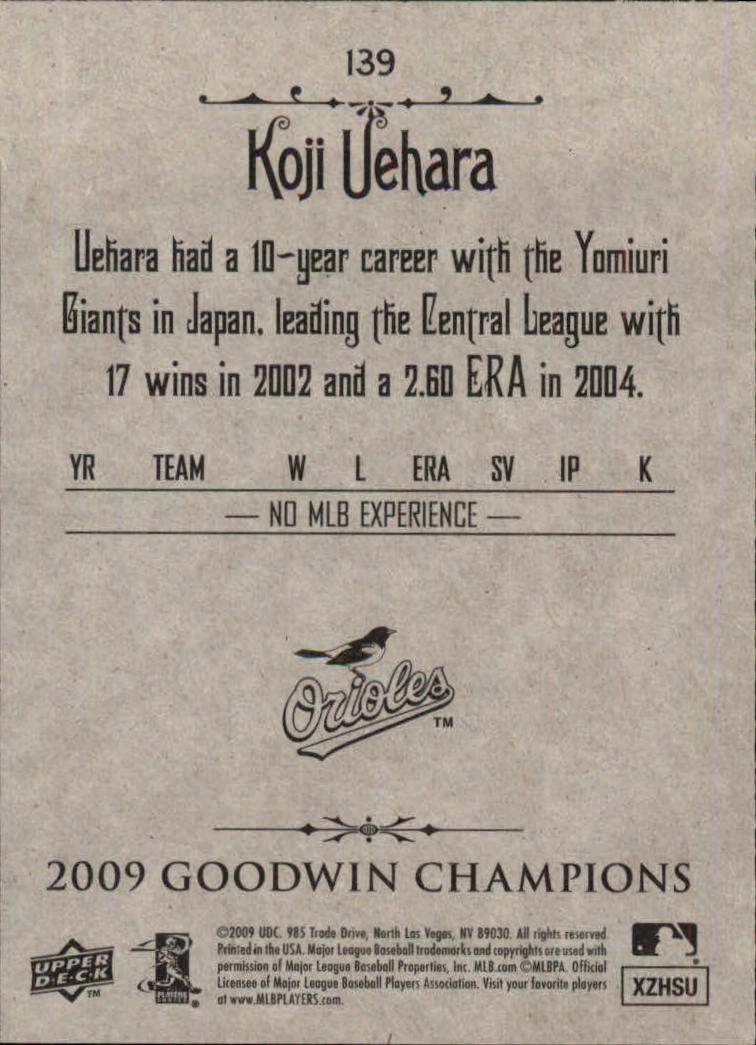 139
Koji Uehara
Uehara had a 10-year career with the Yomiuri
Giants in Japan, leading the Central League with
17 wins in 2002 and a 2.60 ERA in 2004.
YR TEAM W L ERA SV IP K
— NO MLB EXPERIENCE —
Orioles
TM
2009 GOODWIN CHAMPIONS
©2009 UDC. 985 Trade Drive, North Las Vegas, NV 89030. All rights reserved.
Printed in the USA. Major League Baseball trademarks and copyrights are used with
permission of Major League Baseball Properties, Inc. MLB.com ©MLBPA. Official
Licensee of Major League Baseball Players Association. Visit your favorite players
at www.MLBPLAYERS.com.
UPPER
D·E·C·K
TM
XZHSU